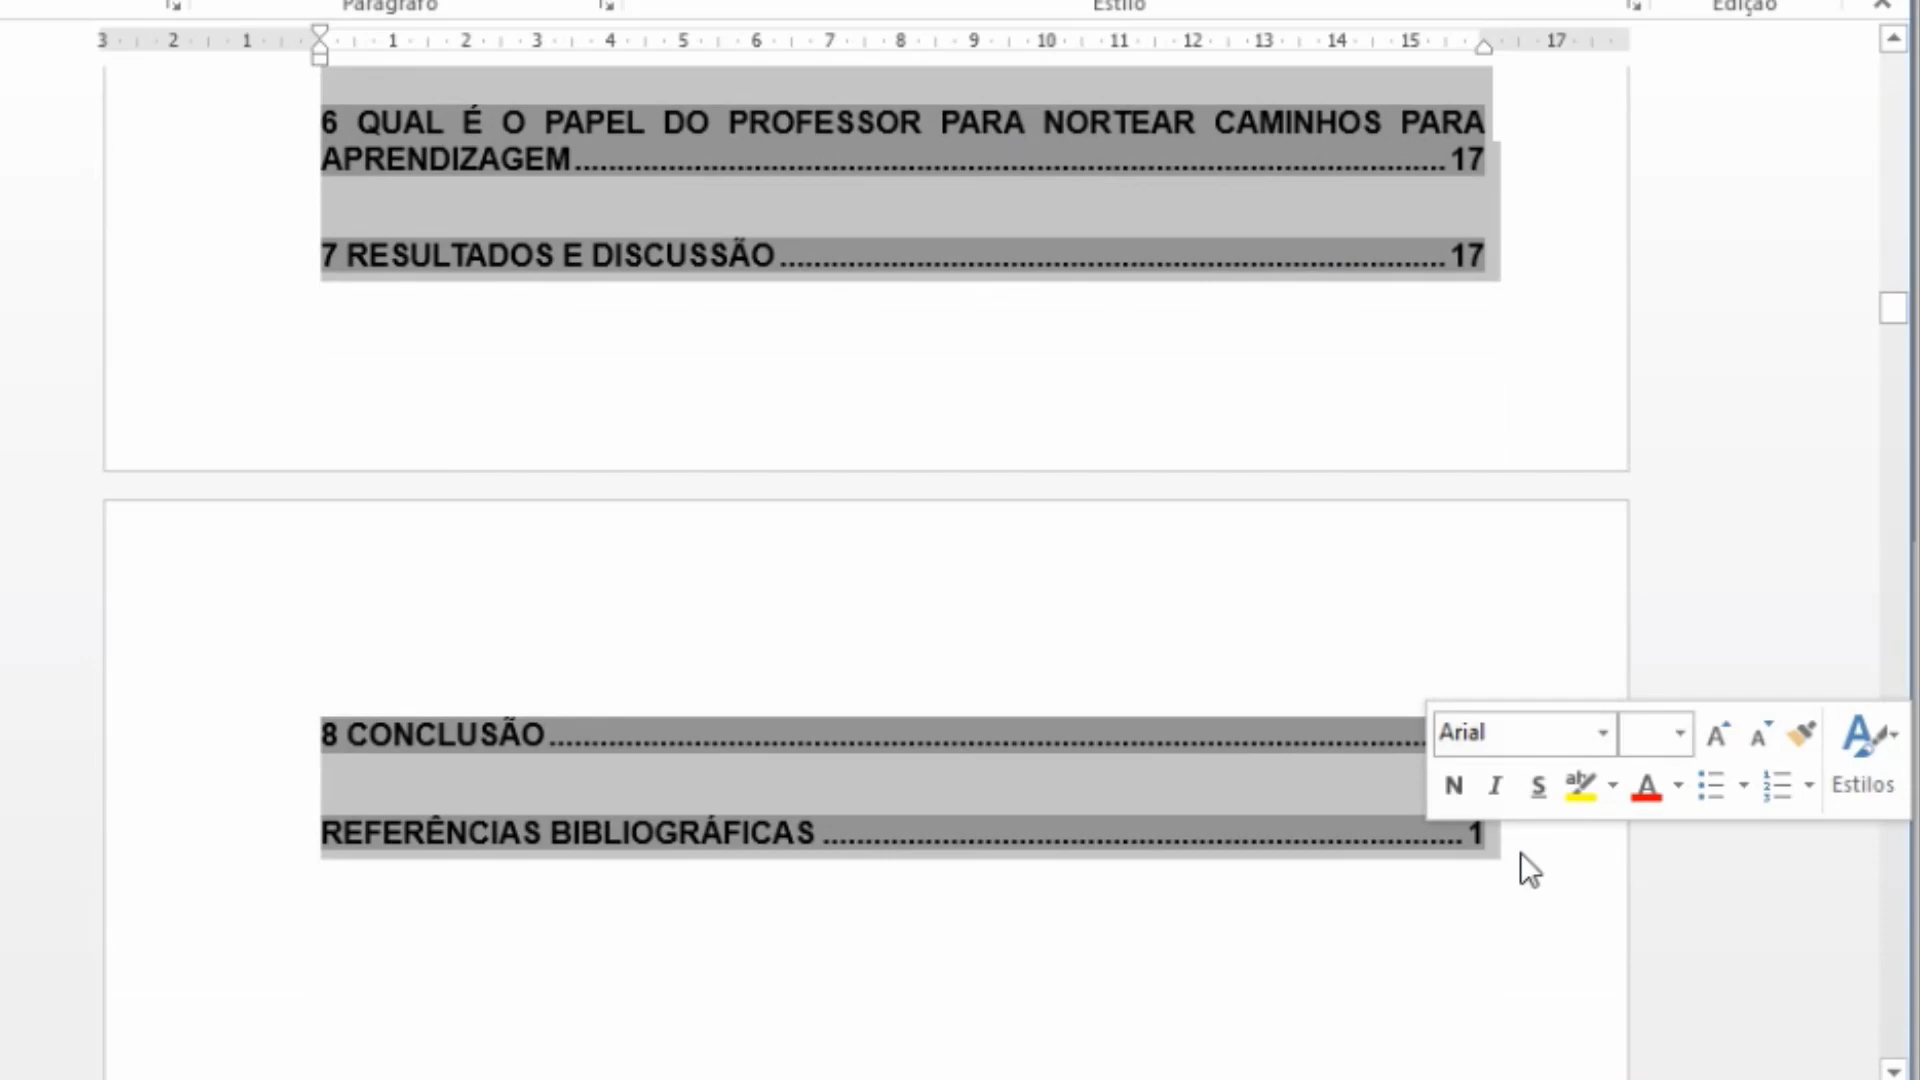 Parágrafo Estilo Edição
3 2 1 1 2 3 4 5 6 7 8 9 10 11 12 13 14 15 17
6 QUAL É O PAPEL DO PROFESSOR PARA NORTEAR CAMINHOS PARA
APRENDIZAGEM........................................................................................................ 17
7 RESULTADOS E DISCUSSÃO............................................................................... 17
8 CONCLUSÃO........................................................................................................
Arial
N I S ab A Estilos
REFERÊNCIAS BIBLIOGRÁFICAS ............................................................................ 1